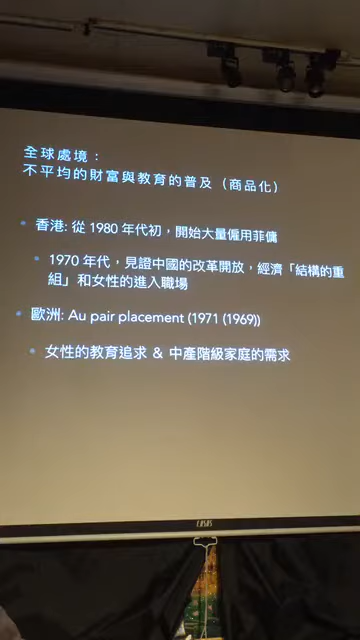 全球處境：
不平均的財富與教育的普及（商品化）
香港: 從 1980 年代初，開始大量僱用菲傭
1970 年代，見證中國的改革開放，經濟「結構的重
組」和女性的進入職場
歐洲: Au pair placement (1971 (1969))
女性的教育追求 & 中產階級家庭的需求